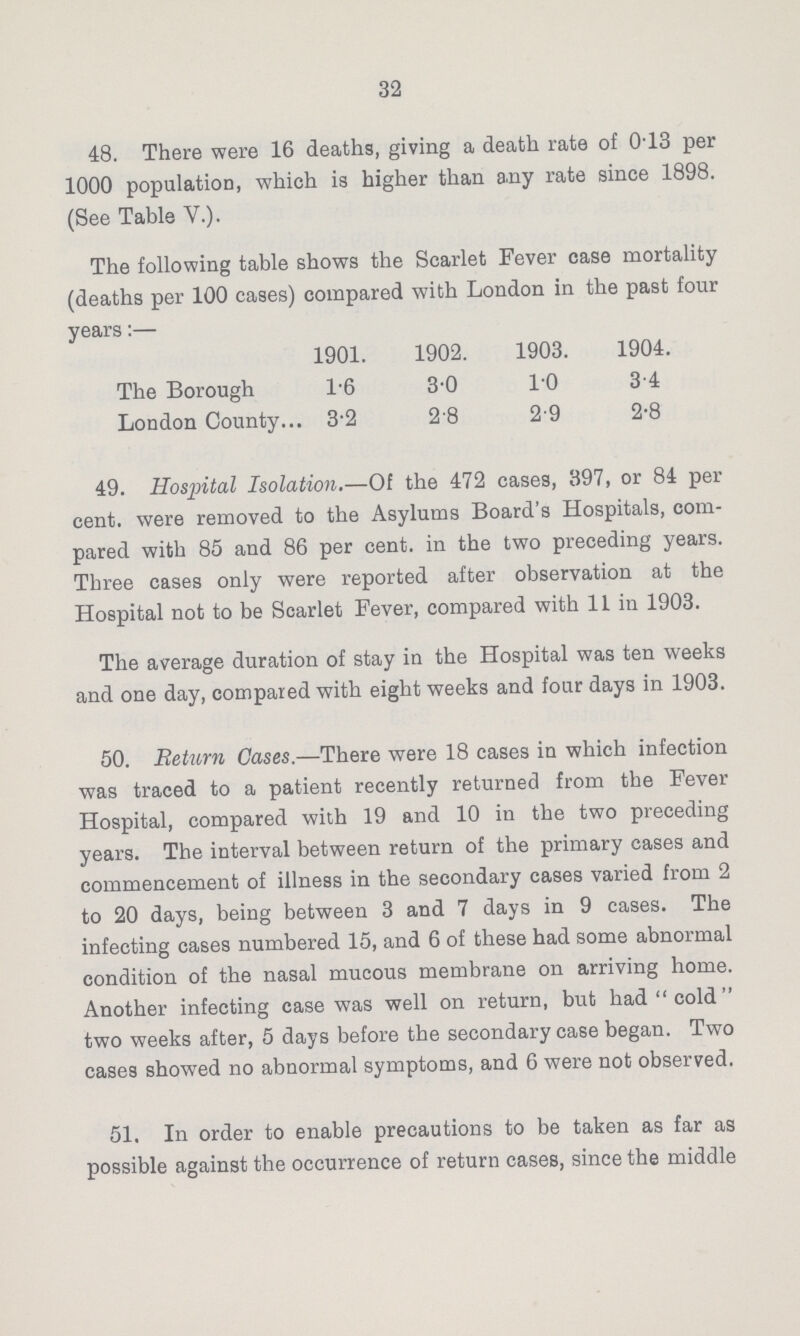 32
48. There were 16 deaths, giving a death rate of 0·13 per
1000 population, which is higher than any rate since 1898.
(See Table V.).
The following table shows the Scarlet Fever case mortality
(deaths per 100 cases) compared with London in the past four
years:—
1901. 1902. 1903. 1904.
The Borough 1·6 3·0 1·0 3·4
London County... 3·2 2·8 2·9 2·8
49. Hospital Isolation.—Of the 472 cases, 397, or 84 per
cent. were removed to the Asylums Board's Hospitals, com-
pared with 85 and 86 per cent. in the two preceding years.
Three cases only were reported after observation at the
Hospital not to be Scarlet Fever, compared with 11 in 1903.
The average duration of stay in the Hospital was ten weeks
and one day, compared with eight weeks and four days in 1903.
50. Return Cases.—There were 18 cases in which infection
was traced to a patient recently returned from the Fever
Hospital, compared with 19 and 10 in the two preceding
years. The interval between return of the primary cases and
commencement of illness in the secondary cases varied from 2
to 20 days, being between 3 and 7 days in 9 cases. The
infecting cases numbered 15, and 6 of these had some abnormal
condition of the nasal mucous membrane on arriving home.
Another infecting case was well on return, but had "cold"
two weeks after, 5 days before the secondary case began. Two
cases showed no abnormal symptoms, and 6 were not observed.
51. In order to enable precautions to be taken as far as
possible against the occurrence of return cases, since the middle